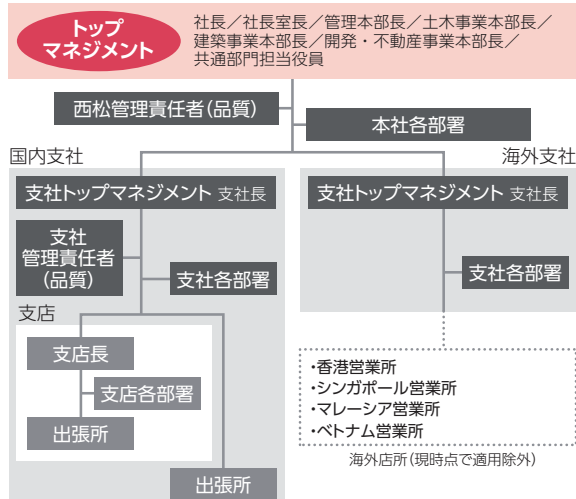 トップ
マネジメント
社長／社長室長／管理本部長／土木事業本部長／
建築事業本部長／開発・不動産事業本部長／
共通部門担当役員
西松管理責任者（品質）
本社各部署
国内支社
海外支社
支社トップマネジメント 支社長
支社トップマネジメント 支社長
支社
管理責任者
（品質）
支社各部署
支社各部署
支店
支店長
支店各部署
出張所
出張所
・香港営業所
・シンガポール営業所
・マレーシア営業所
・ベトナム営業所
海外店所（現時点で適用除外）